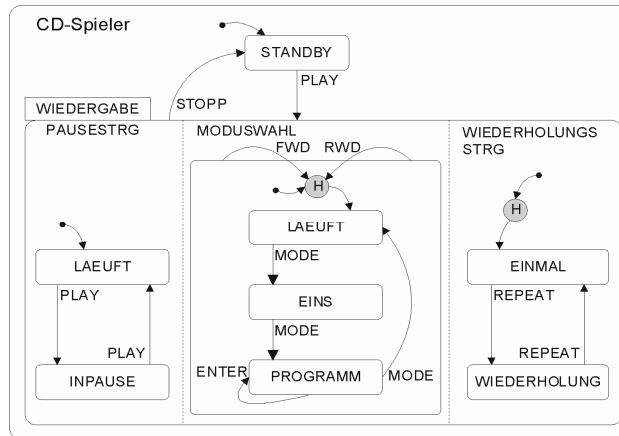 CD-Spieler
STANDBY
PLAY
STOPP
WIEDERGABE
PAUSESTRG
LAEUFT
PLAY
PLAY
INPAUSE
MODUSWAHL
FWD RWD
H
LAEUFT
MODE
EINS
MODE
ENTER
PROGRAMM
MODE
WIEDERHOLUNGS
STRG
H
EINMAL
REPEAT
REPEAT
WIEDERHOLUNG